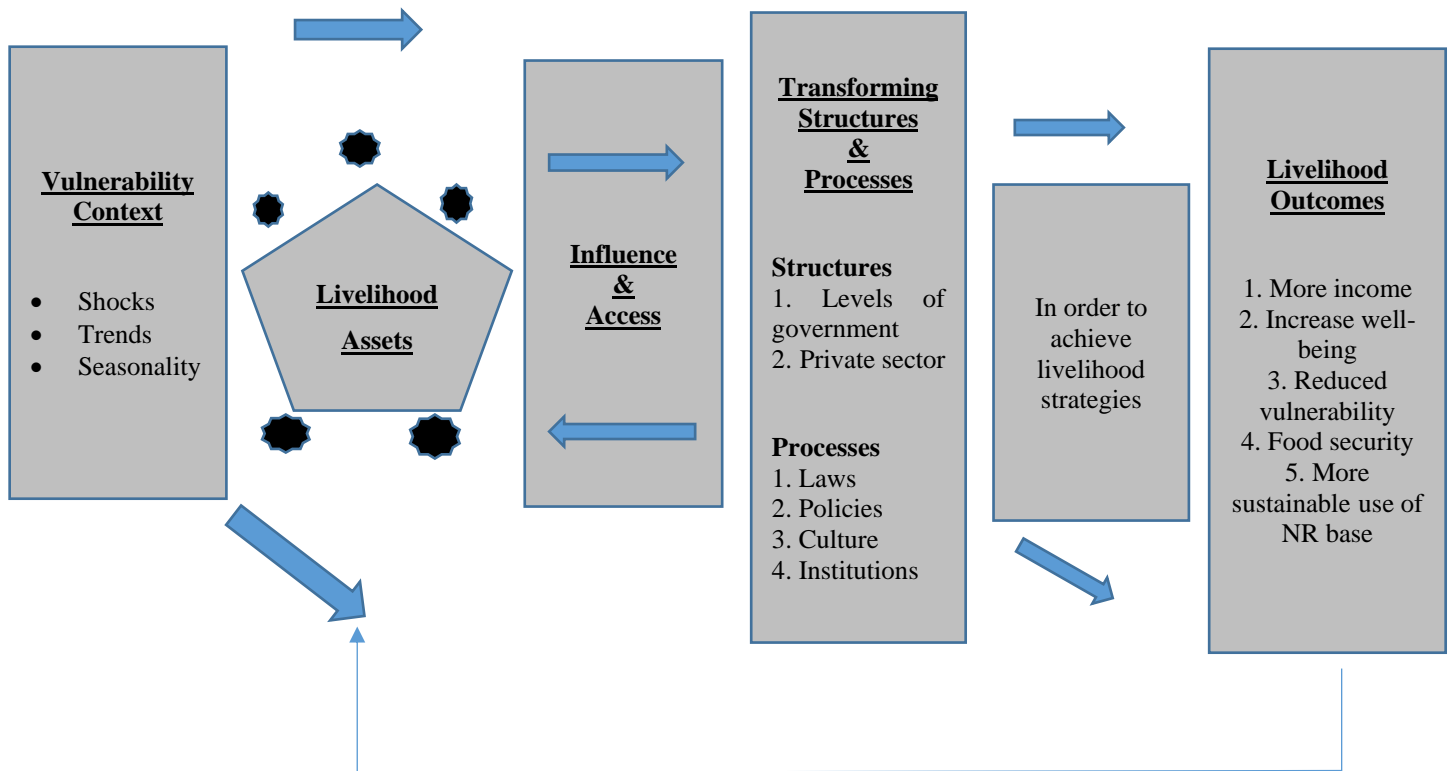 Vulnerability
Context
• Shocks
• Trends
• Seasonality
Livelihood
Assets
Influence
&
Access
Transforming
Structures
&
Processes
Structures
1. Levels of
government
2. Private sector
Processes
1. Laws
2. Policies
3. Culture
4. Institutions
In order to
achieve
livelihood
strategies
Livelihood
Outcomes
1. More income
2. Increase well-
being
3. Reduced
vulnerability
4. Food security
5. More
sustainable use of
NR base